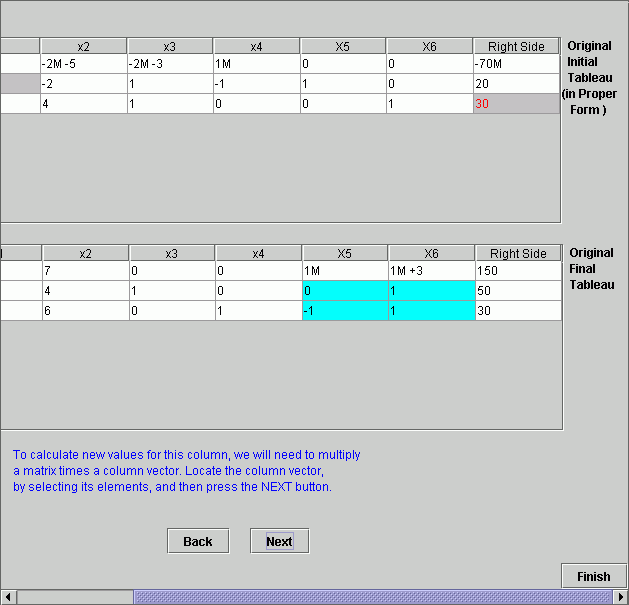 x2 x3 x4 X5 X6 Right Side
-2M -5 -2M -3 1M 0 0 -70M
-2 1 -1 1 0 20
4 1 0 0 1 30
Original
Initial
Tableau
(in Proper
Form )
x2 x3 x4 X5 X6 Right Side
7 0 0 1M 1M +3 150
4 1 0 0 1 50
6 0 1 -1 1 30
Original
Final
Tableau
To calculate new values for this column, we will need to multiply
a matrix times a column vector. Locate the column vector,
by selecting its elements, and then press the NEXT button.
Back Next
Finish